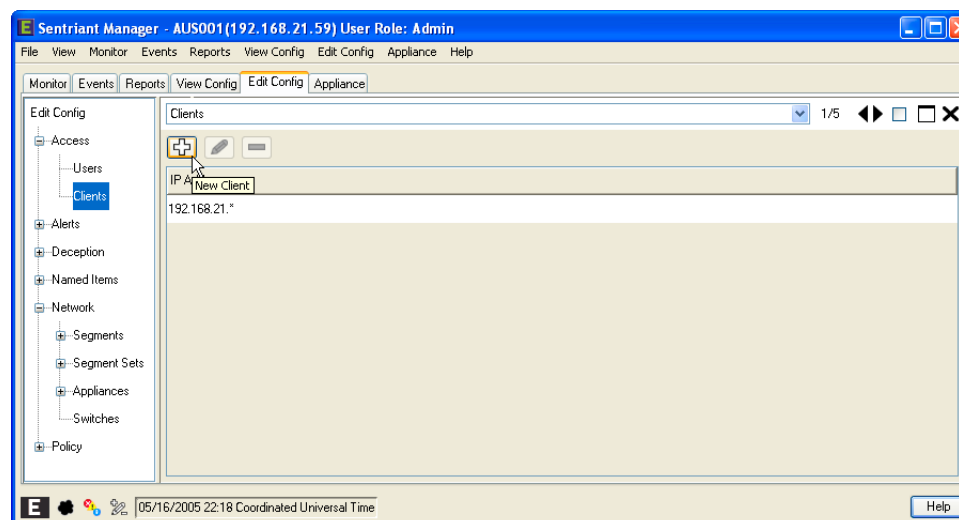 E Sentriant Manager - AUS001(192.168.21.59) User Role: Admin
File View Monitor Events Reports View Config Edit Config Appliance Help
Monitor Events Reports View Config Edit Config Appliance
Edit Config
Access
Users
Clients
Alerts
Deception
Named Items
Network
Segments
Segment Sets
Appliances
Switches
Policy
Clients 1/5
IP A
New Client
192.168.21.*
E 05/16/2005 22:18 Coordinated Universal Time Help